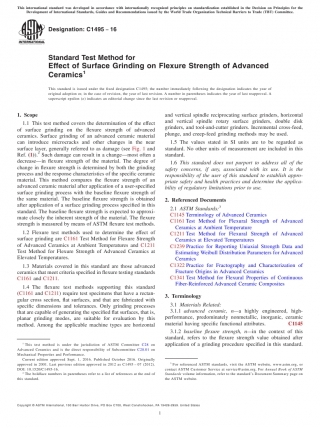 This international standard was developed in accordance with internationally recognized principles on standardization established in the Decision on Principles for the
Development of International Standards, Guides and Recommendations issued by the World Trade Organization Technical Barriers to Trade (TBT) Committee.
Designation: C1495 − 16
Standard Test Method for
Effect of Surface Grinding on Flexure Strength of Advanced
Ceramics1
This standard is issued under the fixed designation C1495; the number immediately following the designation indicates the year of
original adoption or, in the case of revision, the year of last revision. A number in parentheses indicates the year of last reapproval. A
superscript epsilon (ε) indicates an editorial change since the last revision or reapproval.
1. Scope
1.1 This test method covers the determination of the effect
of surface grinding on the flexure strength of advanced
ceramics. Surface grinding of an advanced ceramic material
can introduce microcracks and other changes in the near
surface layer, generally referred to as damage (see Fig. 1 and
Ref. (1)).2 Such damage can result in a change—most often a
decrease—in flexure strength of the material. The degree of
change in flexure strength is determined by both the grinding
process and the response characteristics of the specific ceramic
material. This method compares the flexure strength of an
advanced ceramic material after application of a user-specified
surface grinding process with the baseline flexure strength of
the same material. The baseline flexure strength is obtained
after application of a surface grinding process specified in this
standard. The baseline flexure strength is expected to approxi-
mate closely the inherent strength of the material. The flexure
strength is measured by means of ASTM flexure test methods.
1.2 Flexure test methods used to determine the effect of
surface grinding are C1161 Test Method for Flexure Strength
of Advanced Ceramics at Ambient Temperatures and C1211
Test Method for Flexure Strength of Advanced Ceramics at
Elevated Temperatures.
1.3 Materials covered in this standard are those advanced
ceramics that meet criteria specified in flexure testing standards
C1161 and C1211.
1.4 The flexure test methods supporting this standard
(C1161 and C1211) require test specimens that have a rectan-
gular cross section, flat surfaces, and that are fabricated with
specific dimensions and tolerances. Only grinding processes
that are capable of generating the specified flat surfaces, that is,
planar grinding modes, are suitable for evaluation by this
method. Among the applicable machine types are horizontal
1 This test method is under the jurisdiction of ASTM Committee C28 on
Advanced Ceramics and is the direct responsibility of Subcommittee C28.01 on
Mechanical Properties and Performance.
Current edition approved Sept. 1, 2016. Published October 2016. Originally
approved in 2001. Last previous edition approved in 2012 as C1495 – 07 (2012).
DOI: 10.1520/C1495-16.
2 The boldface numbers in parentheses refer to a list of references at the end of
this standard.
and vertical spindle reciprocating surface grinders, horizontal
and vertical spindle rotary surface grinders, double disk
grinders, and tool-and-cutter grinders. Incremental cross-feed,
plunge, and creep-feed grinding methods may be used.
1.5 The values stated in SI units are to be regarded as
standard. No other units of measurement are included in this
standard.
1.6 This standard does not purport to address all of the
safety concerns, if any, associated with its use. It is the
responsibility of the user of this standard to establish appro-
priate safety and health practices and determine the applica-
bility of regulatory limitations prior to use.
2. Referenced Documents
2.1 ASTM Standards:3
C1145 Terminology of Advanced Ceramics
C1161 Test Method for Flexural Strength of Advanced
Ceramics at Ambient Temperature
C1211 Test Method for Flexural Strength of Advanced
Ceramics at Elevated Temperatures
C1239 Practice for Reporting Uniaxial Strength Data and
Estimating Weibull Distribution Parameters for Advanced
Ceramics
C1322 Practice for Fractography and Characterization of
Fracture Origins in Advanced Ceramics
C1341 Test Method for Flexural Properties of Continuous
Fiber-Reinforced Advanced Ceramic Composites
3. Terminology
3.1 Materials Related:
3.1.1 advanced ceramic, n—a highly engineered, high-
performance, predominately nonmetallic, inorganic, ceramic
material having specific functional attributes. C1145
3.1.2 baseline flexure strength, n—in the context of this
standard, refers to the flexure strength value obtained after
application of a grinding procedure specified in this standard.
3 For referenced ASTM standards, visit the ASTM website, www.astm.org, or
contact ASTM Customer Service at service@astm.org. For Annual Book of ASTM
Standards volume information, refer to the standard's Document Summary page on
the ASTM website.
Copyright © ASTM International, 100 Barr Harbor Drive, PO Box C700, West Conshohocken, PA 19428-2959. United States
1